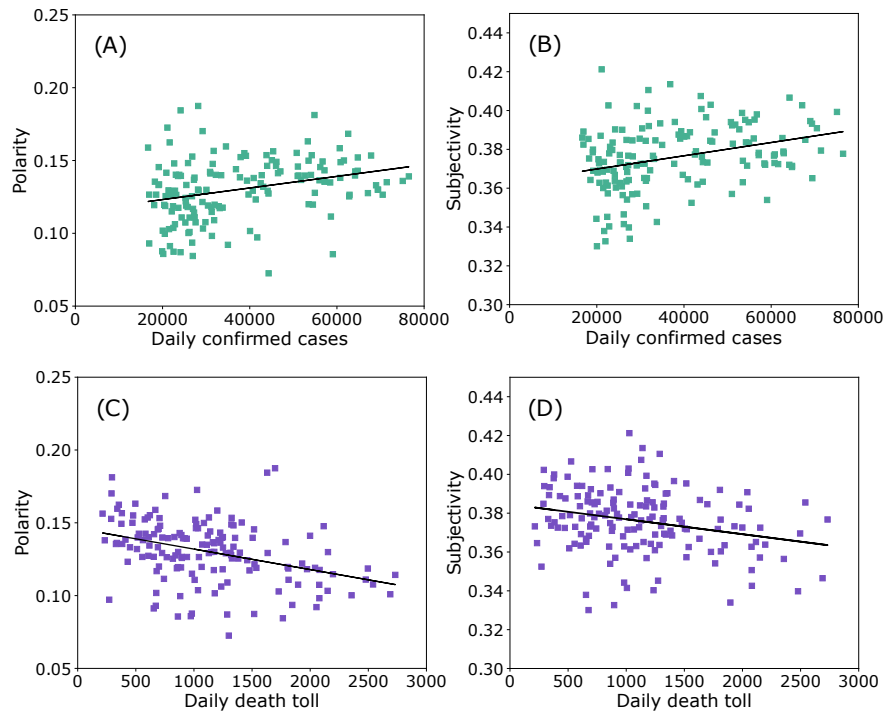 (A)
Polarity
0.25
0.20
0.15
0.10
0.05
0 20000 40000 60000 80000
Daily confirmed cases
(B)
Subjectivity
0.44
0.42
0.40
0.38
0.36
0.34
0.32
0.30
0 20000 40000 60000 80000
Daily confirmed cases
(C)
Polarity
0.25
0.20
0.15
0.10
0.05
0 500 1000 1500 2000 2500 3000
Daily death toll
(D)
Subjectivity
0.44
0.42
0.40
0.38
0.36
0.34
0.32
0.30
0 500 1000 1500 2000 2500 3000
Daily death toll